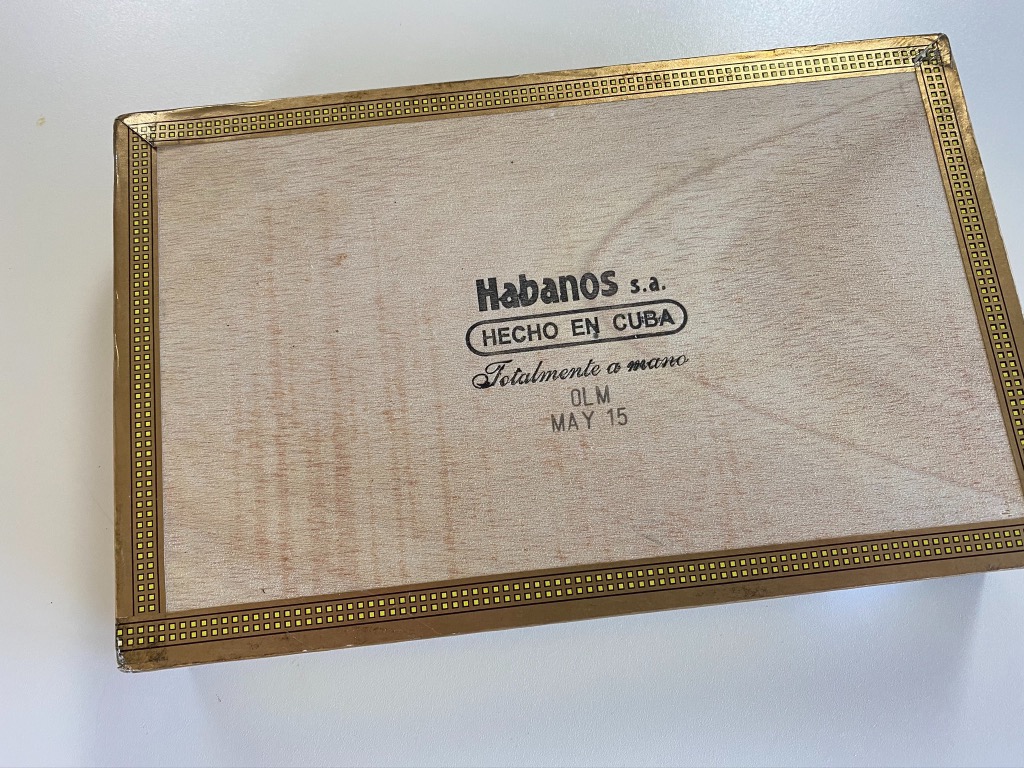 Habanos s.a.
HECHO EN CUBA
Totalmente a mano
OLM
MAY 15